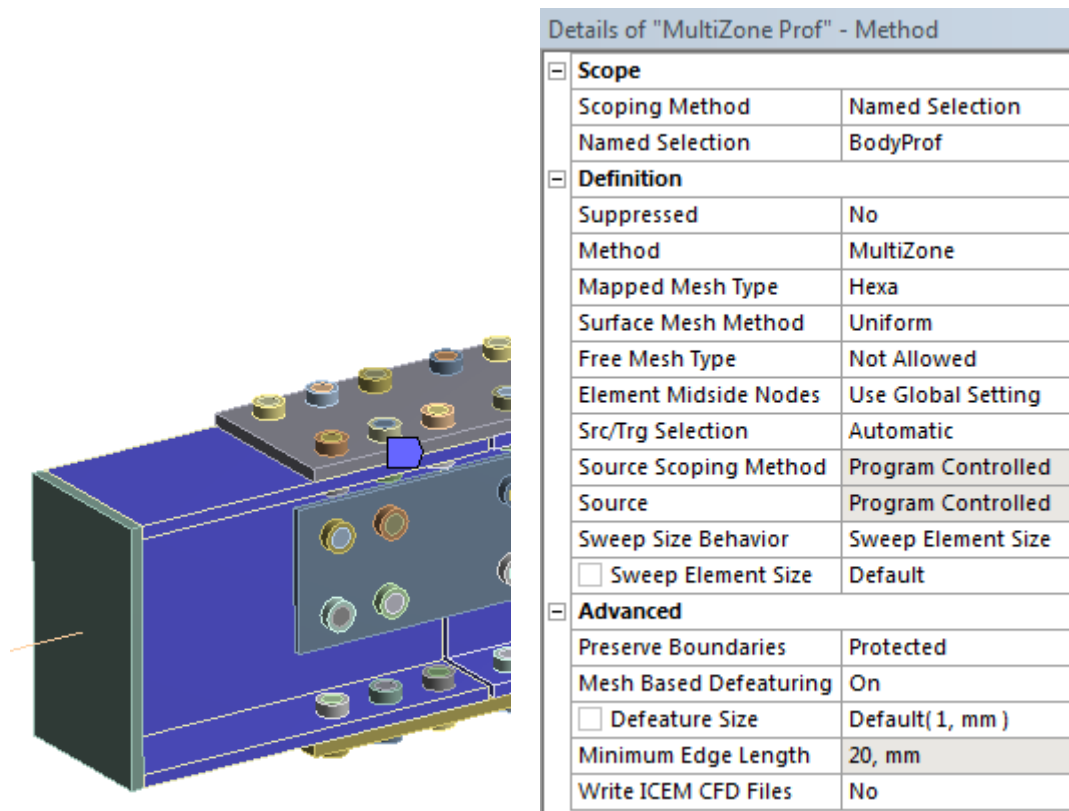 Details of "MultiZone Prof" - Method
Scope
Scoping Method Named Selection
Named Selection BodyProf
Definition
Suppressed No
Method MultiZone
Mapped Mesh Type Hexa
Surface Mesh Method Uniform
Free Mesh Type Not Allowed
Element Midside Nodes Use Global Setting
Src/Trg Selection Automatic
Source Scoping Method Program Controlled
Source Program Controlled
Sweep Size Behavior Sweep Element Size
Sweep Element Size Default
Advanced
Preserve Boundaries Protected
Mesh Based Defeaturing On
Defeature Size Default( 1, mm )
Minimum Edge Length 20, mm
Write ICEM CFD Files No